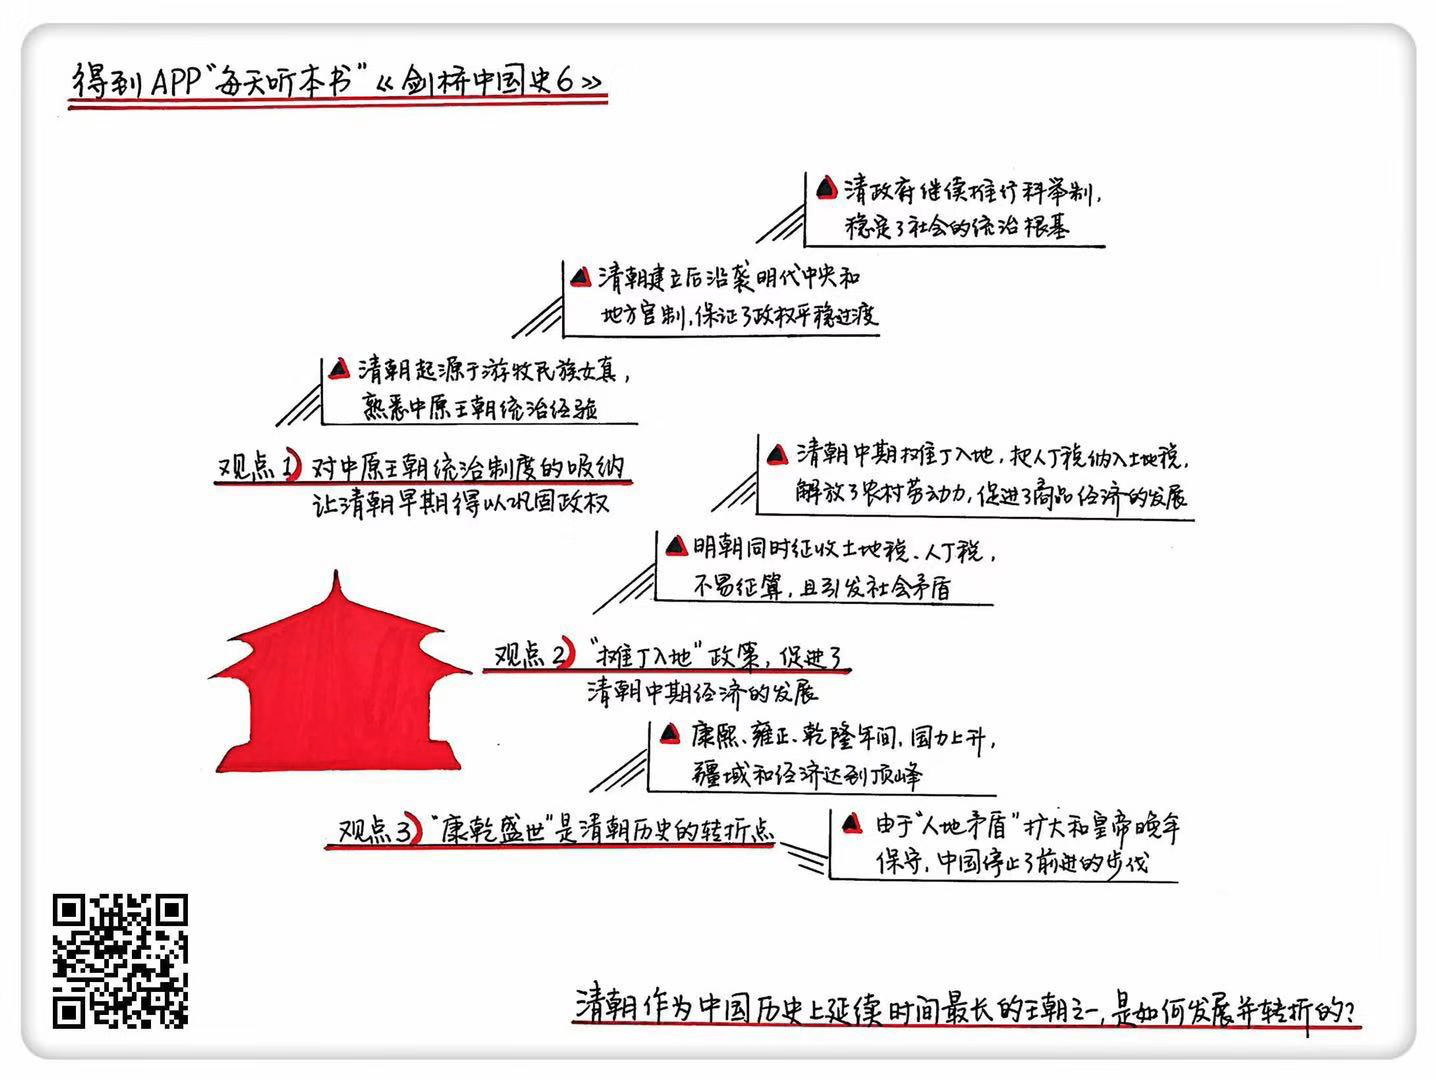 得到APP“每天听本书”《剑桥中国史6》
清政府继续推行科举制,
稳定了社会的统治根基
清朝建立后沿袭明代中央和
地方官制,保证了政权平稳过渡
清朝起源于游牧民族女真,
熟悉中原王朝统治经验
观点1)对中原王朝统治制度的吸纳
让清朝早期得以巩固政权
清朝中期摊丁入地,把人丁税纳入土地税,
解放了农村劳动力,促进了商品经济的发展
明朝同时征收土地税、人丁税,
不易征算,且引发社会矛盾
观点2)“摊丁入地”政策,促进了
清朝中期经济的发展
康熙、雍正、乾隆年间,国力上升,
疆域和经济达到顶峰
观点3)“康乾盛世”是清朝历史的转折点
由于“人地矛盾”扩大和皇帝晚年
保守,中国停止了前进的步伐
清朝作为中国历史上延续时间最长的王朝之一,是如何发展并转折的?